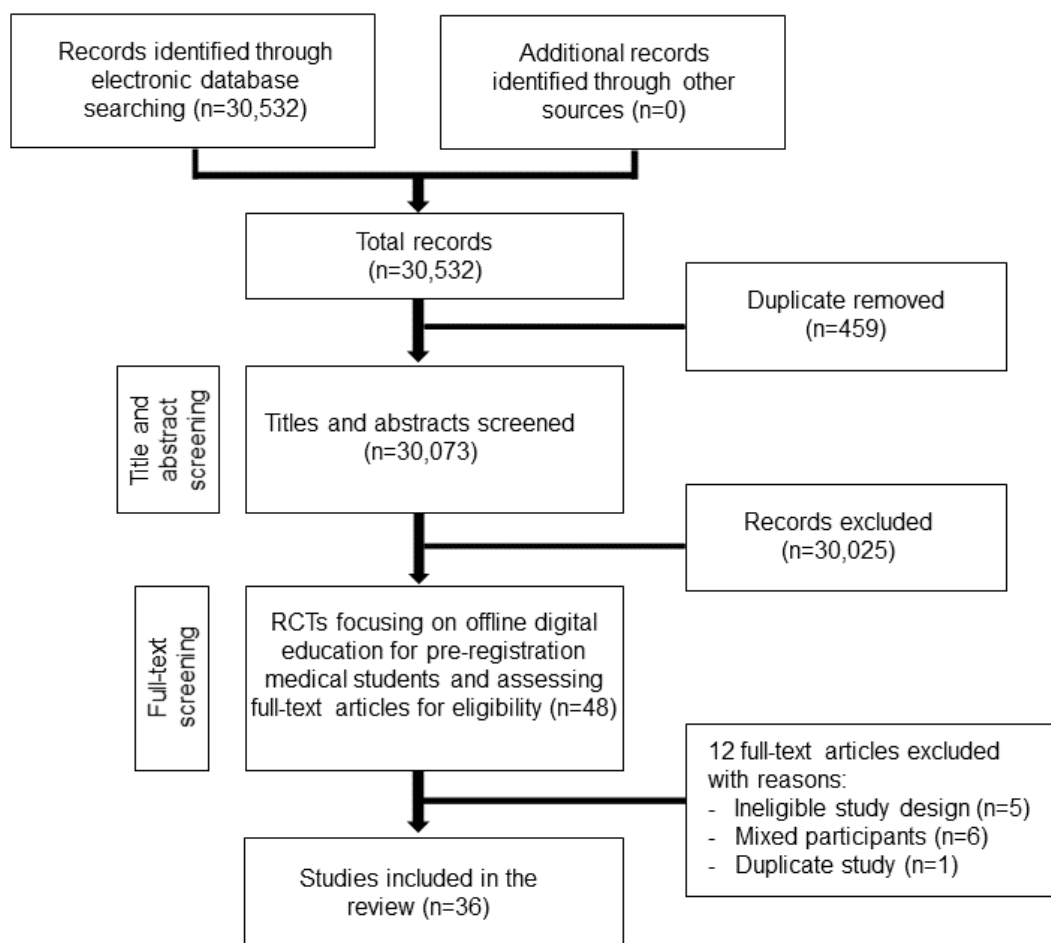 Records identified through
electronic database
searching (n=30,532)
Additional records
identified through other
sources (n=0)
Total records
(n=30,532)
Duplicate removed
(n=459)
Title and
abstract
screening
Titles and abstracts screened
(n=30,073)
Records excluded
(n=30,025)
Full-text
screening
RCTs focusing on offline digital
education for pre-registration
medical students and assessing
full-text articles for eligibility (n=48)
12 full-text articles excluded
with reasons:
- Ineligible study design (n=5)
- Mixed participants (n=6)
- Duplicate study (n=1)
Studies included in the
review (n=36)